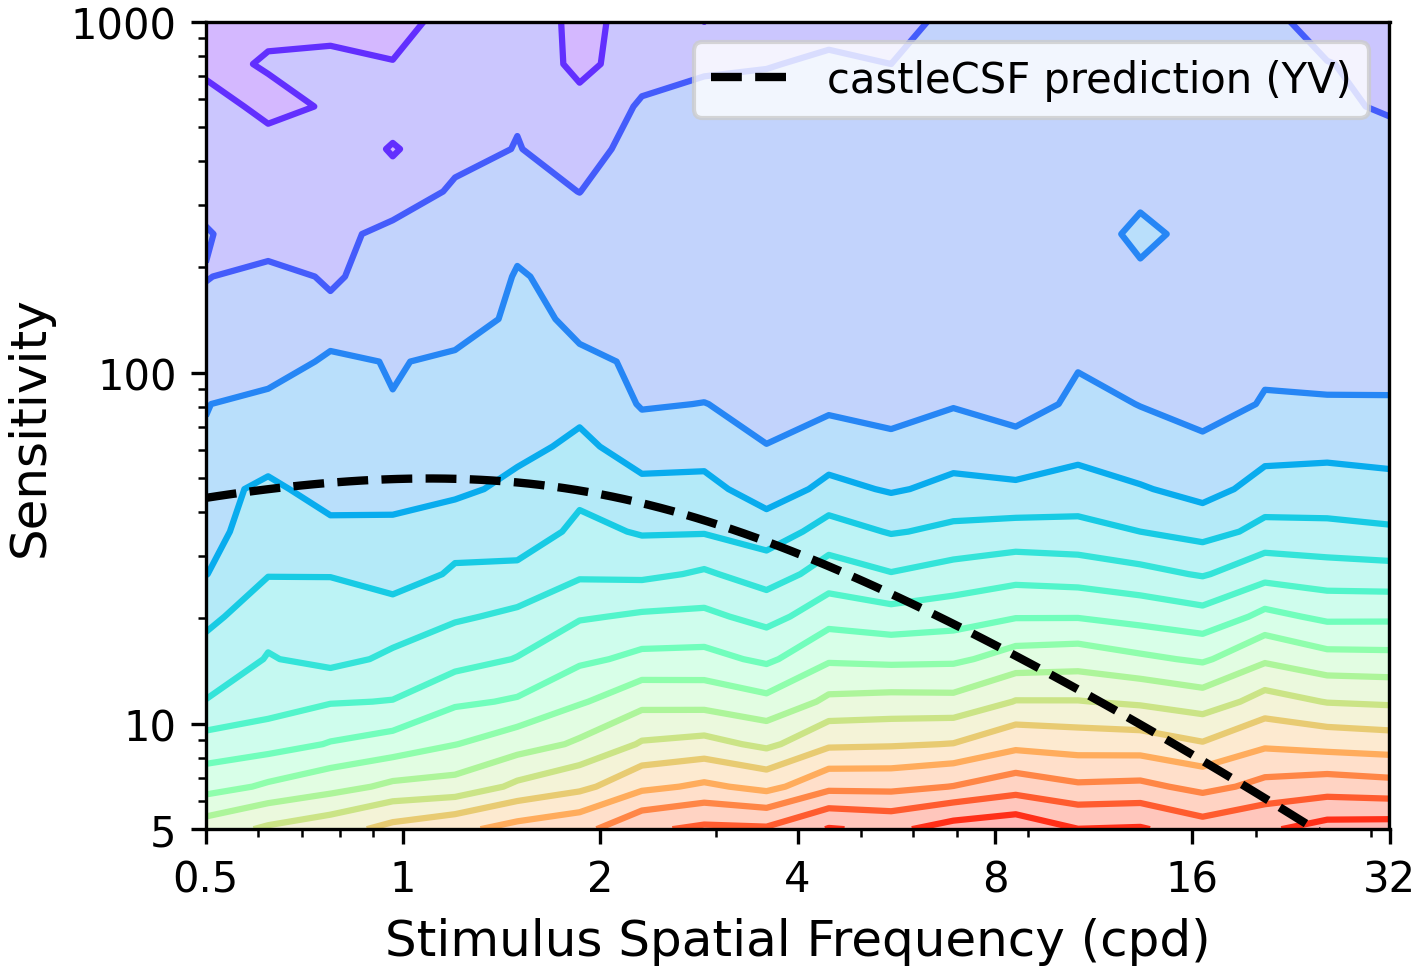 1000
100
10
5
Sensitivity
castleCSF prediction (YV)
0.5 1 2 4 8 16 32
Stimulus Spatial Frequency (cpd)